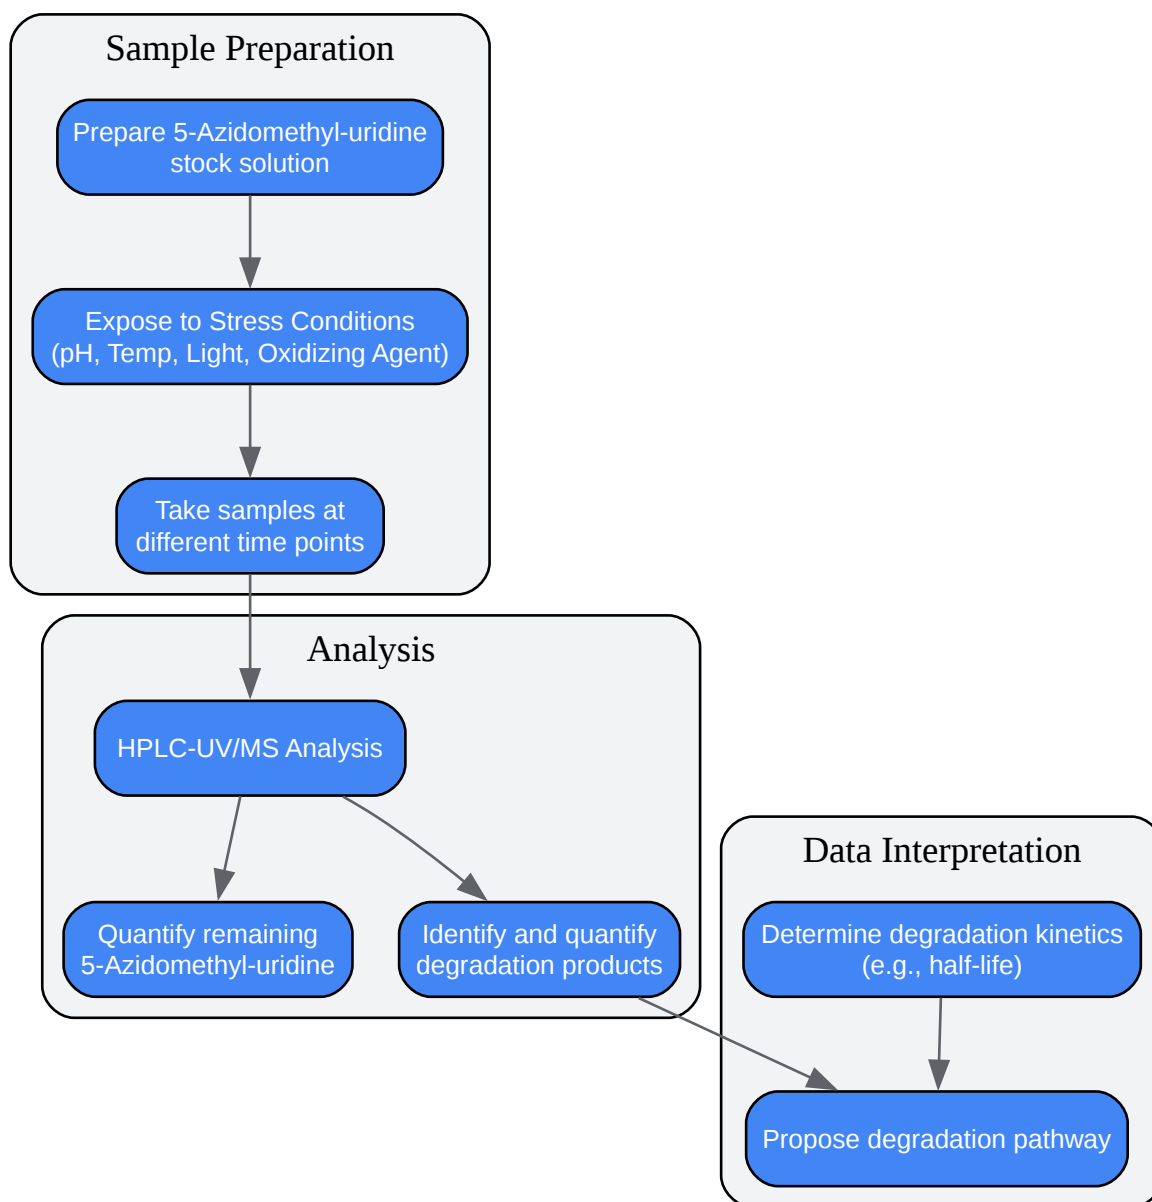 Sample Preparation
Prepare 5-Azidomethyl-uridine
stock solution
Expose to Stress Conditions
(pH, Temp, Light, Oxidizing Agent)
Take samples at
different time points
Analysis
HPLC-UV/MS Analysis
Quantify remaining
5-Azidomethyl-uridine
Identify and quantify
degradation products
Data Interpretation
Determine degradation kinetics
(e.g., half-life)
Propose degradation pathway